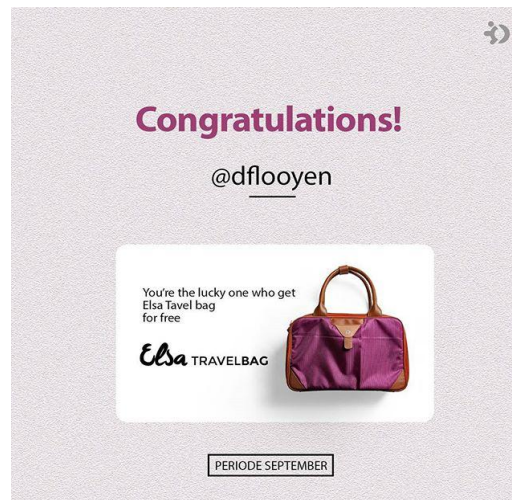 Congratulations!
@dflooyen
You're the lucky one who get
Elsa Tavel bag
for free
Elsa TRAVELBAG
PERIODE SEPTEMBER